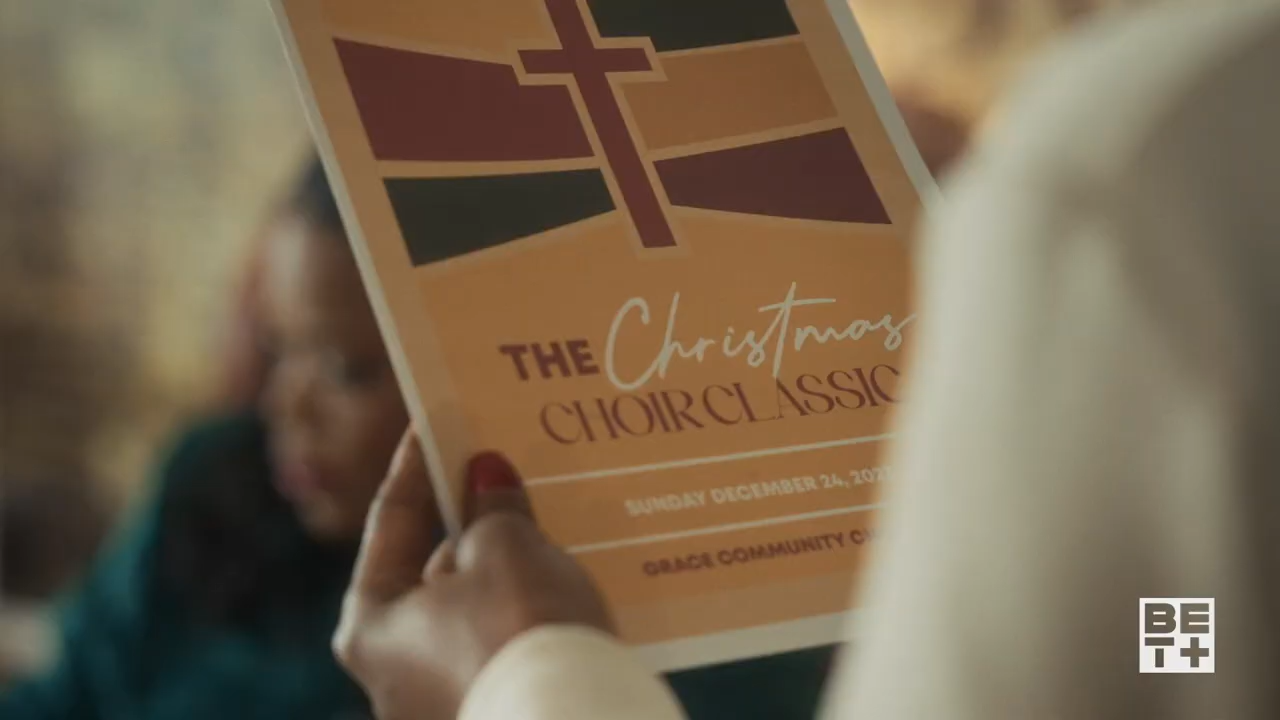 THE Christmas
CHOIR CLASSIC
SUNDAY DECEMBER 24,
GRACE COMMUNITY
BET+